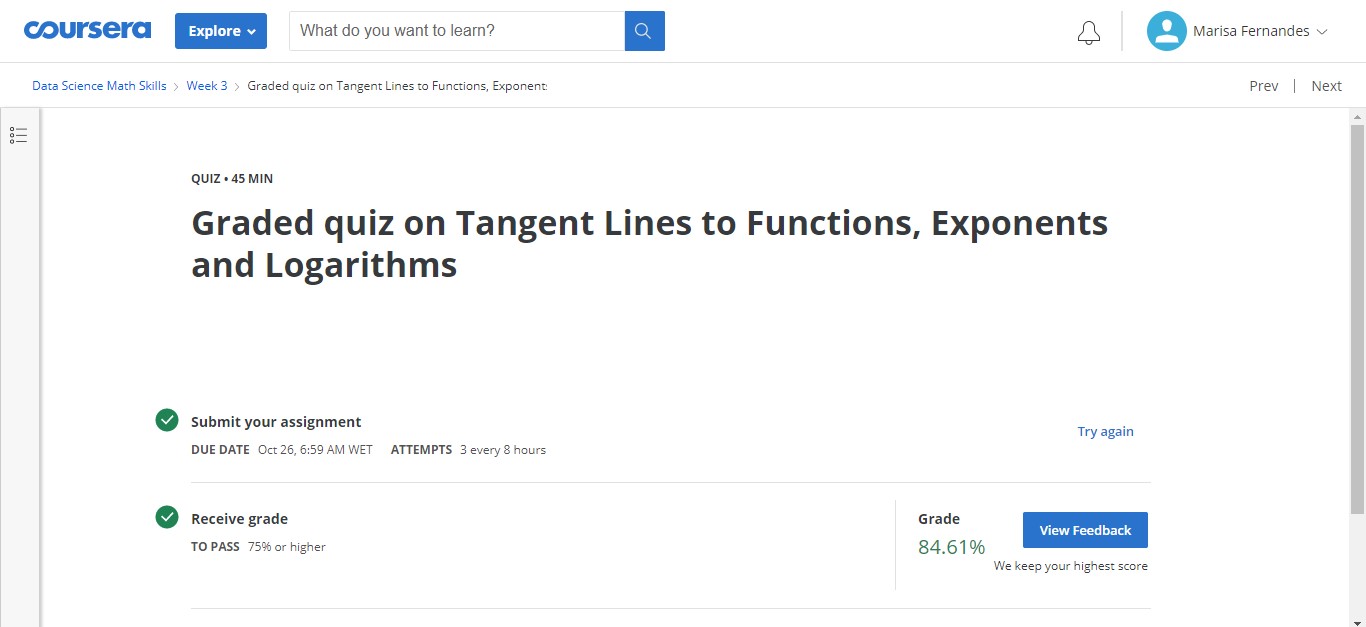 coursera
Explore
What do you want to learn?
Marisa Fernandes
Data Science Math Skills > Week 3 > Graded quiz on Tangent Lines to Functions, Exponent
Prev | Next
QUIZ • 45 MIN
Graded quiz on Tangent Lines to Functions, Exponents
and Logarithms
Submit your assignment
Try again
DUE DATE Oct 26, 6:59 AM WET ATTEMPTS 3 every 8 hours
Receive grade
TO PASS 75% or higher
Grade
84.61%
View Feedback
We keep your highest score